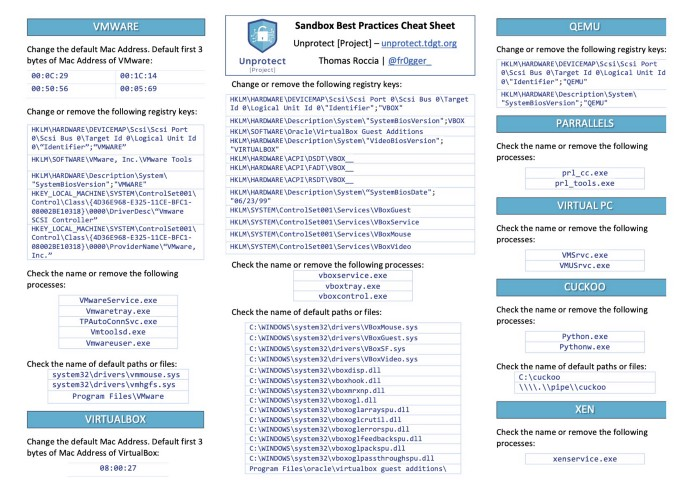 VMWARE
Change the default Mac Address. Default first 3
bytes of Mac Address of VMware:
00:0C:29 00:1C:14
00:50:56 00:05:69
Change or remove the following registry keys:
HKLM\HARDWARE\DEVICEMAP\Scsi\Scsi Port
0\Scsi Bus 0\Target Id 0\Logical Unit Id
0\"Identifier";"VMWARE"
HKLM\SOFTWARE\VMware, Inc.\VMware Tools
HKLM\HARDWARE\Description\System\
"SystemBiosVersion";"VMWARE"
HKEY_LOCAL_MACHINE\SYSTEM\ControlSet001\
Control\Class\{4D36E968-E325-11CE-BFC1-
08002BE10318}\0000\DriverDesc"Vmware
SCSI Controller"
HKEY_LOCAL_MACHINE\SYSTEM\ControlSet001\
Control\Class\{4D36E968-E325-11CE-BFC1-
08002BE10318}\0000\ProviderName\"VMware,
Inc."
Check the name or remove the following
processes:
VMwareService.exe
Vmwaretray.exe
TPAutoConnSvc.exe
Vmtoolsd.exe
Vmwareuser.exe
Check the name of default paths or files:
system32\drivers\vmmouse.sys
system32\drivers\vmhgfs.sys
Program Files\VMware
VIRTUALBOX
Change the default Mac Address. Default first 3
bytes of Mac Address of VirtualBox:
08:00:27
Unprotect
[Project]
Sandbox Best Practices Cheat Sheet
Unprotect [Project] – unprotect.tdgt.org
Thomas Roccia | @fr0gger_
Change or remove the following registry keys:
HKLM\HARDWARE\DEVICEMAP\Scsi\Scsi Port 0\Scsi Bus 0\Target
Id 0\Logical Unit Id 0\"Identifier";"VBOX"
HKLM\HARDWARE\Description\System\"SystemBiosVersion";VBOX
HKLM\SOFTWARE\Oracle\VirtualBox Guest Additions
HKLM\HARDWARE\Description\System\"VideoBiosVersion";
"VIRTUALBOX"
HKLM\HARDWARE\ACPI\DSDT\VBOX__
HKLM\HARDWARE\ACPI\FADT\VBOX__
HKLM\HARDWARE\ACPI\RSDT\VBOX__
HKLM\HARDWARE\Description\System\"SystemBiosDate";
"06/23/99"
HKLM\SYSTEM\ControlSet001\Services\VBoxGuest
HKLM\SYSTEM\ControlSet001\Services\VBoxService
HKLM\SYSTEM\ControlSet001\Services\VBoxMouse
HKLM\SYSTEM\ControlSet001\Services\VBoxVideo
Check the name or remove the following processes:
vboxservice.exe
vboxtray.exe
vboxcontrol.exe
Check the name of default paths or files:
C:\WINDOWS\system32\drivers\VBoxMouse.sys
C:\WINDOWS\system32\drivers\VBoxGuest.sys
C:\WINDOWS\system32\drivers\VBoxSF.sys
C:\WINDOWS\system32\drivers\VBoxVideo.sys
C:\WINDOWS\system32\vboxdisp.dll
C:\WINDOWS\system32\vboxhook.dll
C:\WINDOWS\system32\vboxmrxnp.dll
C:\WINDOWS\system32\vboxogl.dll
C:\WINDOWS\system32\vboxoglarrayspu.dll
C:\WINDOWS\system32\vboxoglcrutil.dll
C:\WINDOWS\system32\vboxoglerrorspu.dll
C:\WINDOWS\system32\vboxoglfeedbackspu.dll
C:\WINDOWS\system32\vboxoglpackspu.dll
C:\WINDOWS\system32\vboxoglpassthroughspu.dll
Program Files\oracle\virtualbox guest additions\
QEMU
Change or remove the following registry keys:
HKLM\HARDWARE\DEVICEMAP\Scsi\Scsi Port
0\Scsi Bus 0\Target Id 0\Logical Unit Id
0\"Identifier";"QEMU"
HKLM\HARDWARE\Description\System\
"SystemBiosVersion";"QEMU"
PARRALLELS
Check the name or remove the following
processes:
prl_cc.exe
prl_tools.exe
VIRTUAL PC
Check the name or remove the following
processes:
VMSrvc.exe
VMUSrvc.exe
CUCKOO
Check the name or remove the following
processes:
Python.exe
Pythonw.exe
Check the name of default paths or files:
C:\cuckoo
\\\\.\\pipe\\cuckoo
XEN
Check the name or remove the following
processes:
xenservice.exe